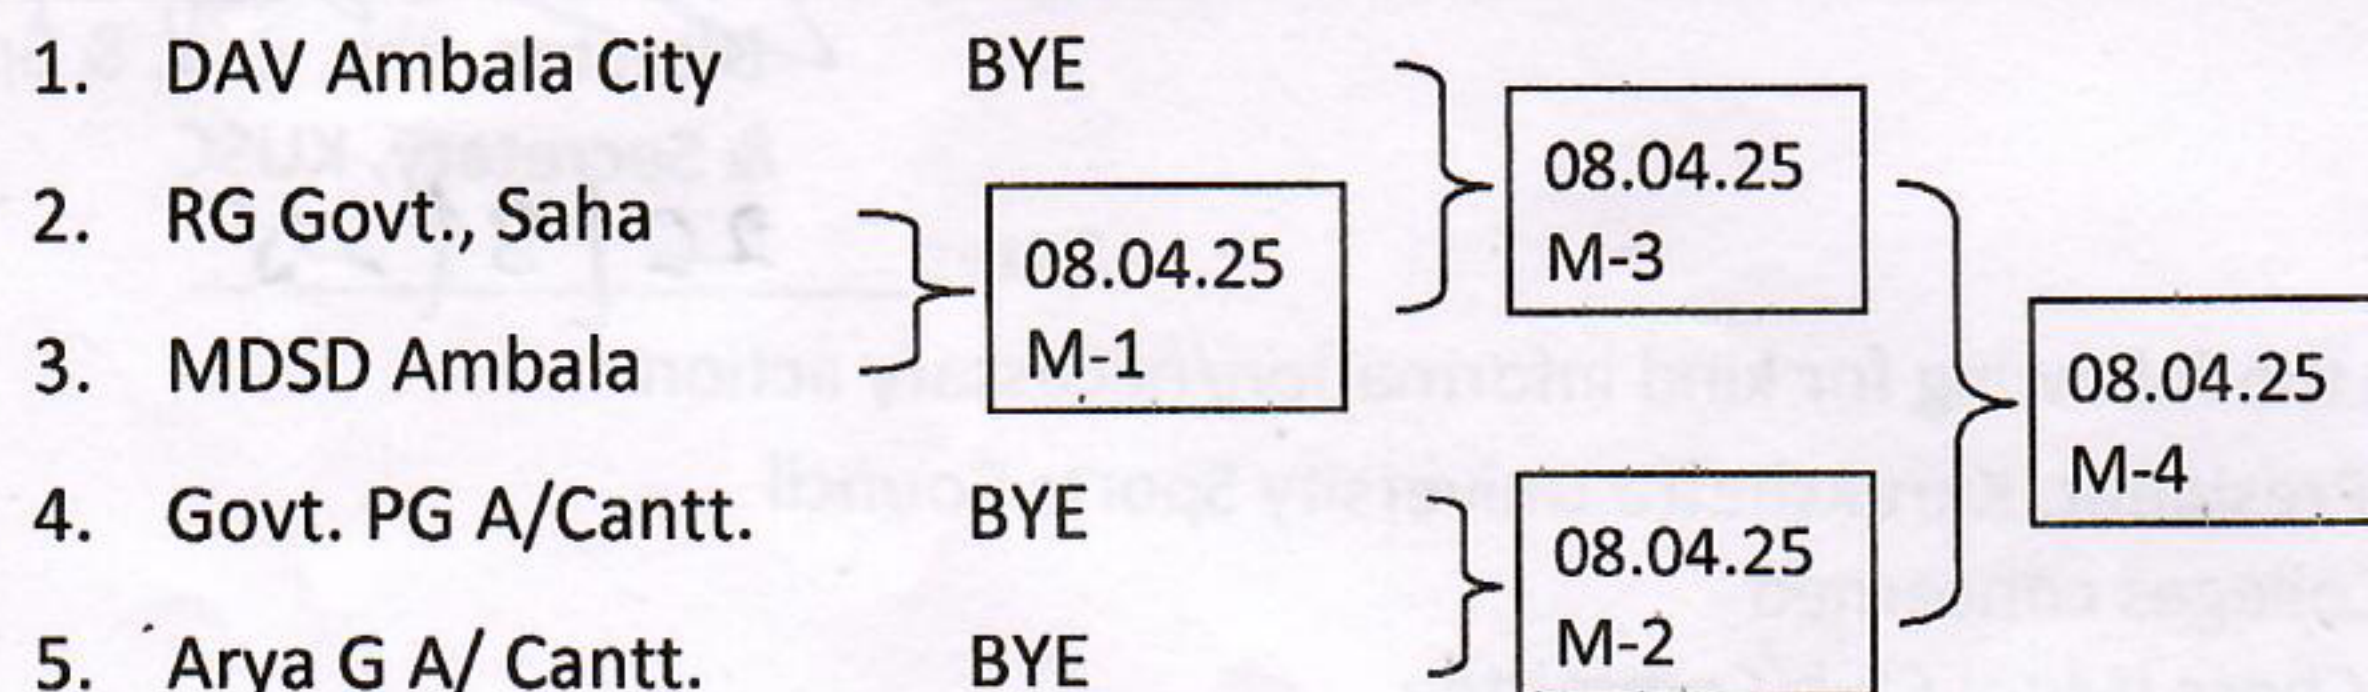 1. DAV Ambala City BYE
08.04.25
M-3
2. RG Govt., Saha
08.04.25
M-1
3. MDSD Ambala
08.04.25
M-4
4. Govt. PG A/Cantt. BYE
08.04.25
M-2
5. Arya G A/ Cantt. BYE